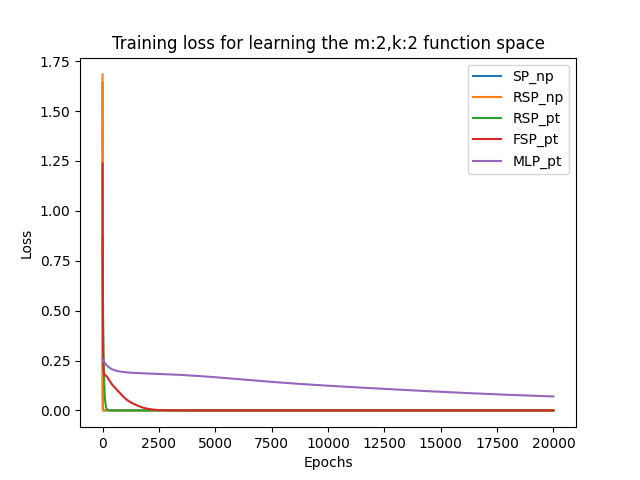 Training loss for learning the m:2,k:2 function space
1.75
1.50
1.25
1.00
0.75
0.50
0.25
0.00
Loss
SP_np
RSP_np
RSP_pt
FSP_pt
MLP_pt
0 2500 5000 7500 10000 12500 15000 17500 20000
Epochs